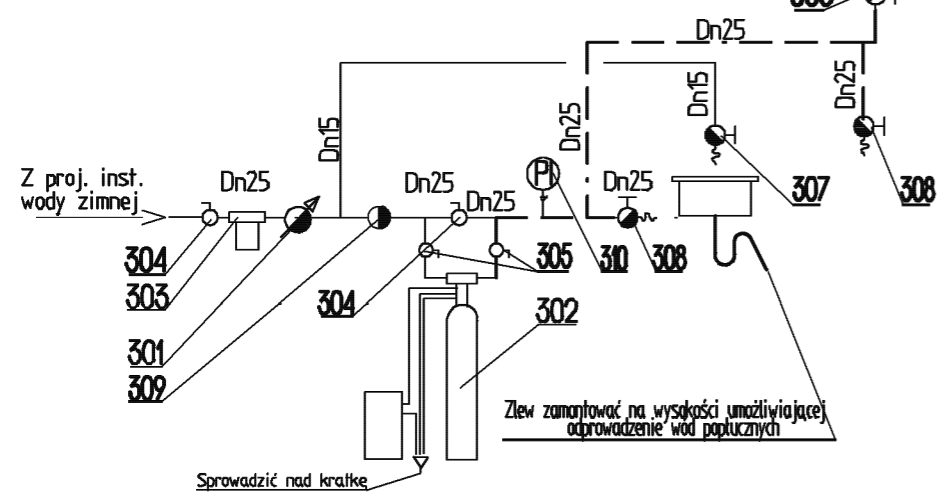 Dn25
Dn25
Dn15
Dn25
Dn15
Z proj. inst.
wody zimnej
Dn25
Dn25
Dn25
PI
Dn25
307
308
304
303
304
305
310
308
302
301
309
Zlew zamontować na wysokości umożliwiającej
odprowadzenie wód popłucznych
Sprowadzić nad kratkę